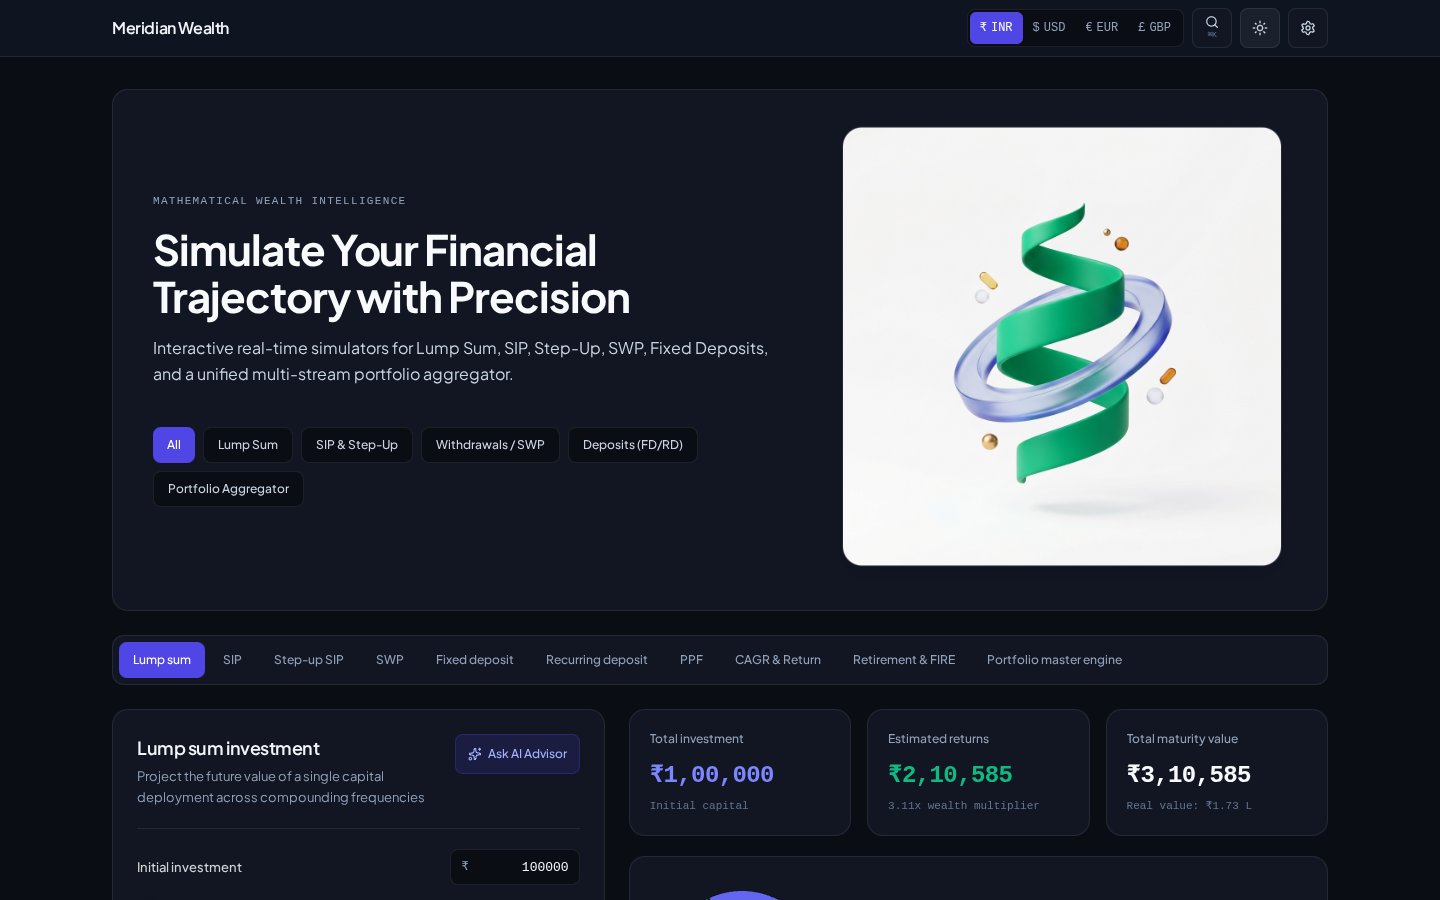 Meridian Wealth
₹ INR
$ USD
€ EUR
£ GBP
⌘K
MATHEMATICAL WEALTH INTELLIGENCE
Simulate Your Financial
Trajectory with Precision
Interactive real-time simulators for Lump Sum, SIP, Step-Up, SWP, Fixed Deposits,
and a unified multi-stream portfolio aggregator.
All
Lump Sum
SIP & Step-Up
Withdrawals / SWP
Deposits (FD/RD)
Portfolio Aggregator
Lump sum
SIP
Step-up SIP
SWP
Fixed deposit
Recurring deposit
PPF
CAGR & Return
Retirement & FIRE
Portfolio master engine
Lump sum investment
Ask AI Advisor
Project the future value of a single capital
deployment across compounding frequencies
Initial investment
₹ 100000
Total investment
₹1,00,000
Initial capital
Estimated returns
₹2,10,585
3.11x wealth multiplier
Total maturity value
₹3,10,585
Real value: ₹1.73 L